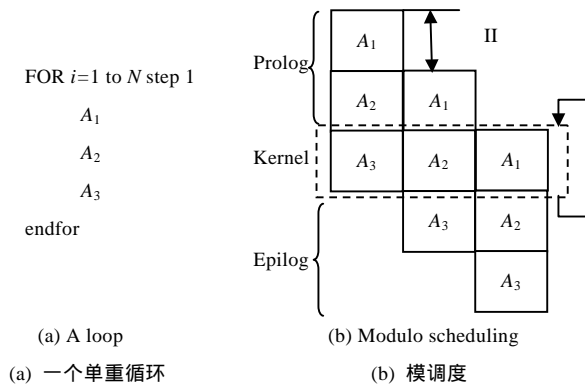 FOR i=1 to N step 1
A1
A2
A3
endfor
(a) A loop
(a) 一个单重循环
Prolog
Kernel
Epilog
A1
II
A2 A1
A3 A2 A1
A3 A2
A3
(b) Modulo scheduling
(b) 模调度